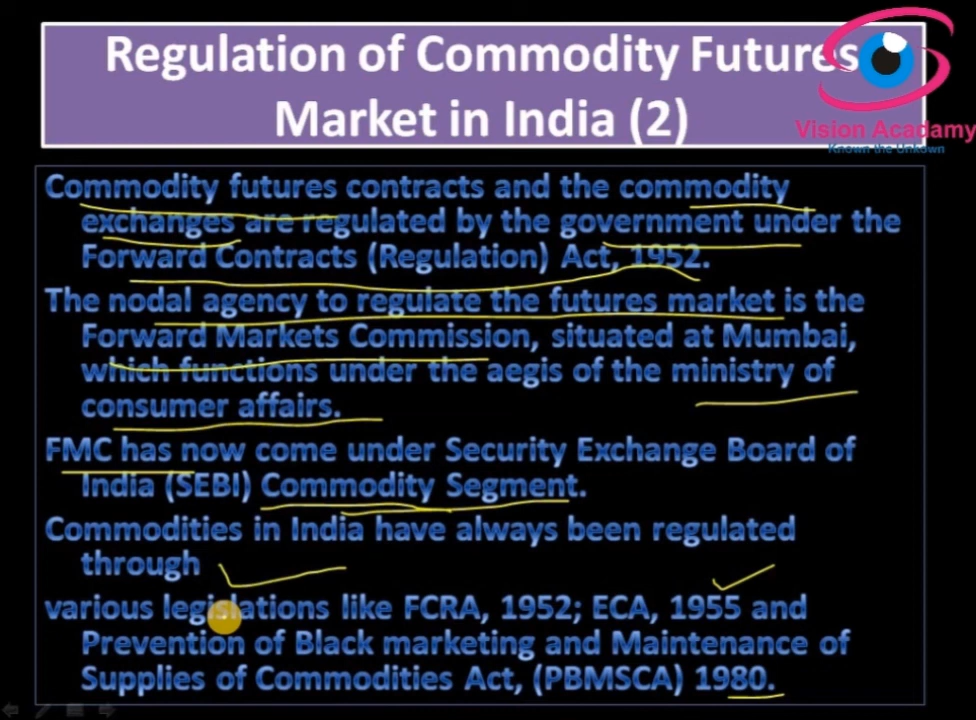 Regulation of Commodity Futures
Market in India (2)
Vision Acadamy
Known the Unkown
Commodity futures contracts and the commodity
exchanges are regulated by the government under the
Forward Contracts (Regulation) Act, 1952.
The nodal agency to regulate the futures market is the
Forward Markets Commission, situated at Mumbai,
which functions under the aegis of the ministry of
consumer affairs.
FMC has now come under Security Exchange Board of
India (SEBI) Commodity Segment.
Commodities in India have always been regulated
through
various legislations like FCRA, 1952; ECA, 1955 and
Prevention of Black marketing and Maintenance of
Supplies of Commodities Act, (PBMSCA) 1980.